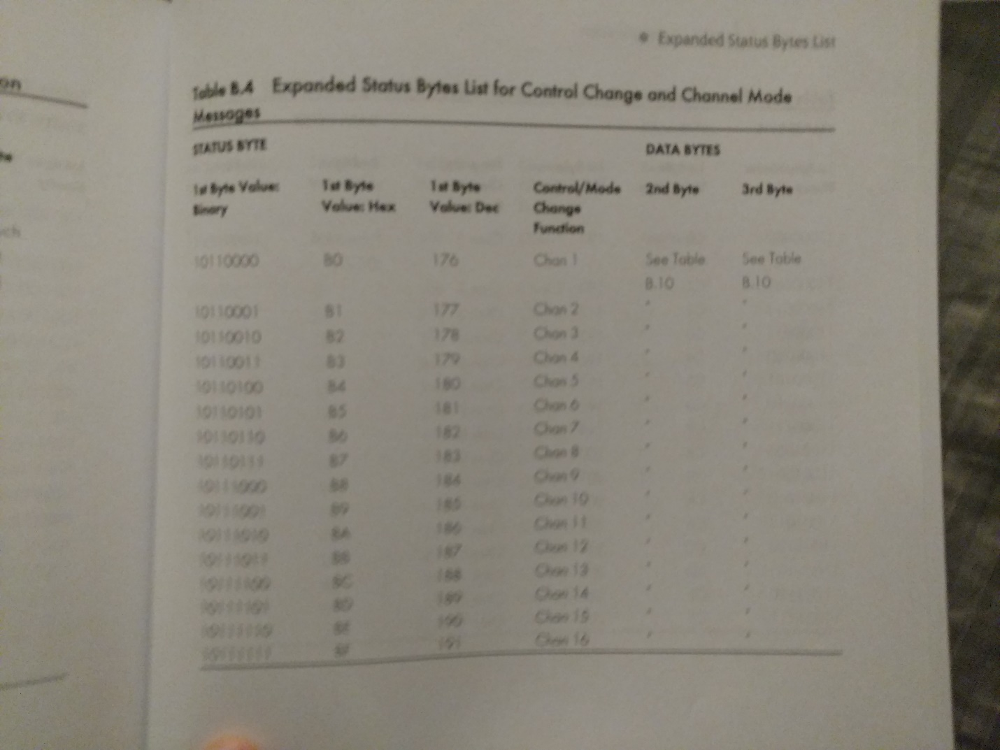 on
• Expanded Status Bytes List
Table B.4 Expanded Status Bytes List for Control Change and Channel Mode
Messages
STATUS BYTE DATA BYTES
1st Byte Value: 1st Byte 1st Byte Control/Mode 2nd Byte 3rd Byte
Binary Value: Hex Value: Dec Change
Function
10110000 B0 176 Chan 1 See Table See Table
B.10 B.10
10110001 B1 177 Chan 2 " "
10110010 B2 178 Chan 3 " "
10110011 B3 179 Chan 4 " "
10110100 B4 180 Chan 5 " "
10110101 B5 181 Chan 6 " "
10110110 B6 182 Chan 7 " "
10110111 B7 183 Chan 8 " "
10111000 B8 184 Chan 9 " "
10111001 B9 185 Chan 10 " "
10111010 BA 186 Chan 11 " "
10111011 BB 187 Chan 12 " "
10111100 BC 188 Chan 13 " "
10111101 BD 189 Chan 14 " "
10111110 BE 190 Chan 15 " "
10111111 BF 191 Chan 16 " "